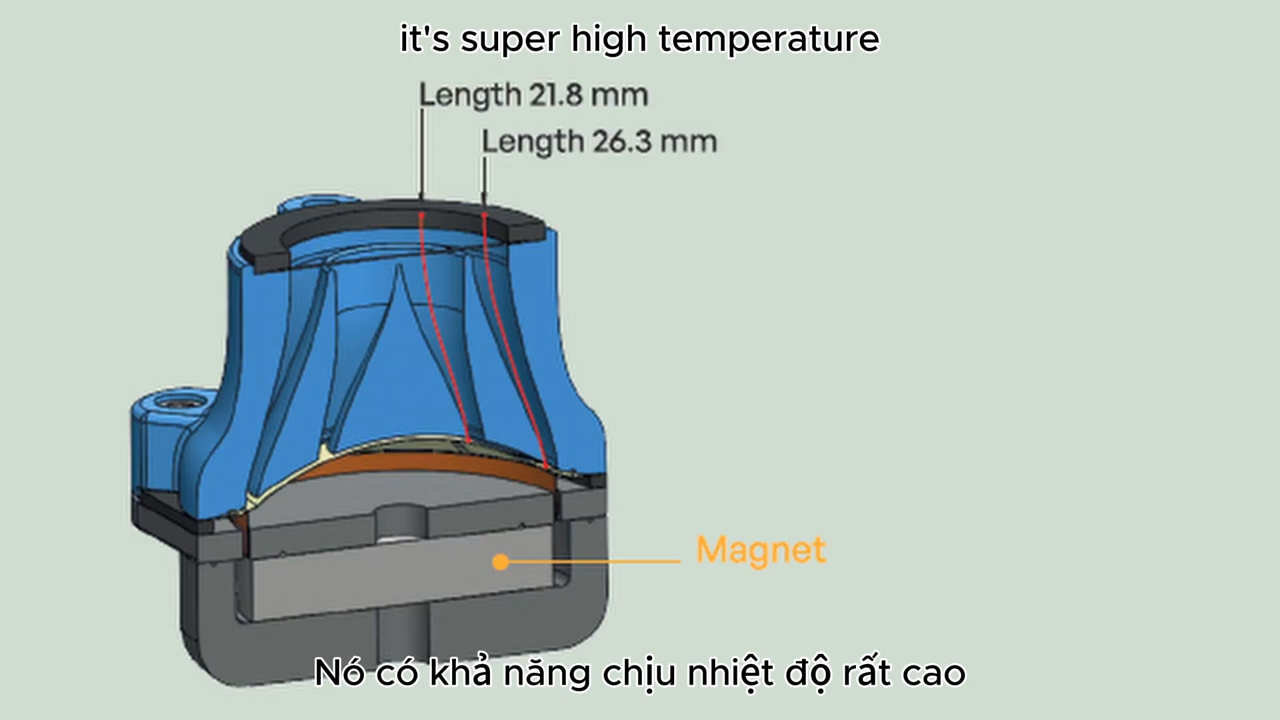 it's super high temperature
Length 21.8 mm
Length 26.3 mm
Magnet
Nó có khả năng chịu nhiệt độ rất cao